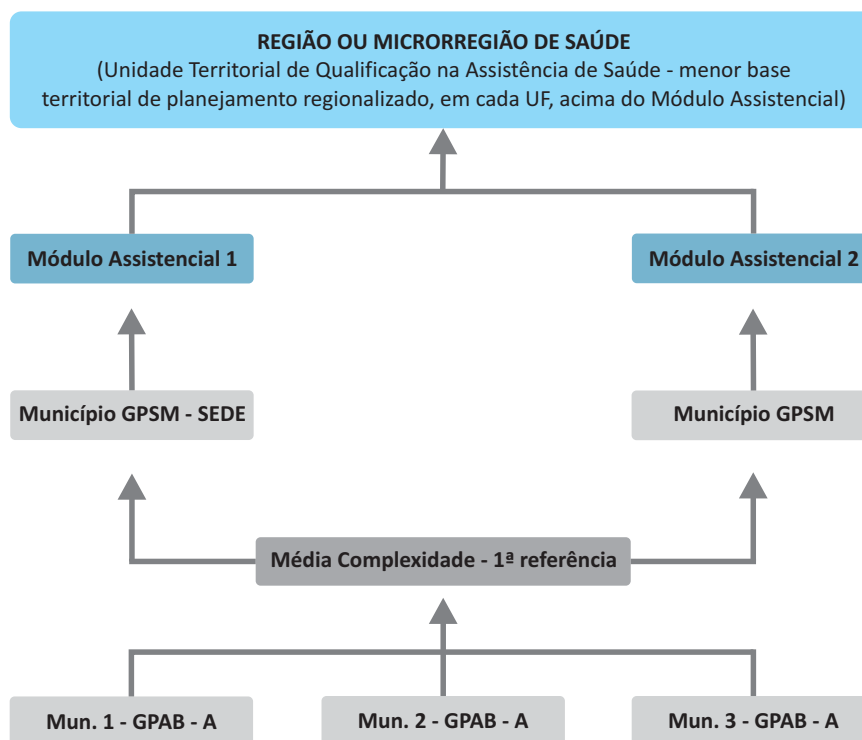 REGIÃO OU MICRORREGIÃO DE SAÚDE
(Unidade Territorial de Qualificação na Assistência de Saúde - menor base
territorial de planejamento regionalizado, em cada UF, acima do Módulo Assistencial)
Módulo Assistencial 1
Módulo Assistencial 2
Município GPSM - SEDE
Município GPSM
Média Complexidade - 1ª referência
Mun. 1 - GPAB - A
Mun. 2 - GPAB - A
Mun. 3 - GPAB - A